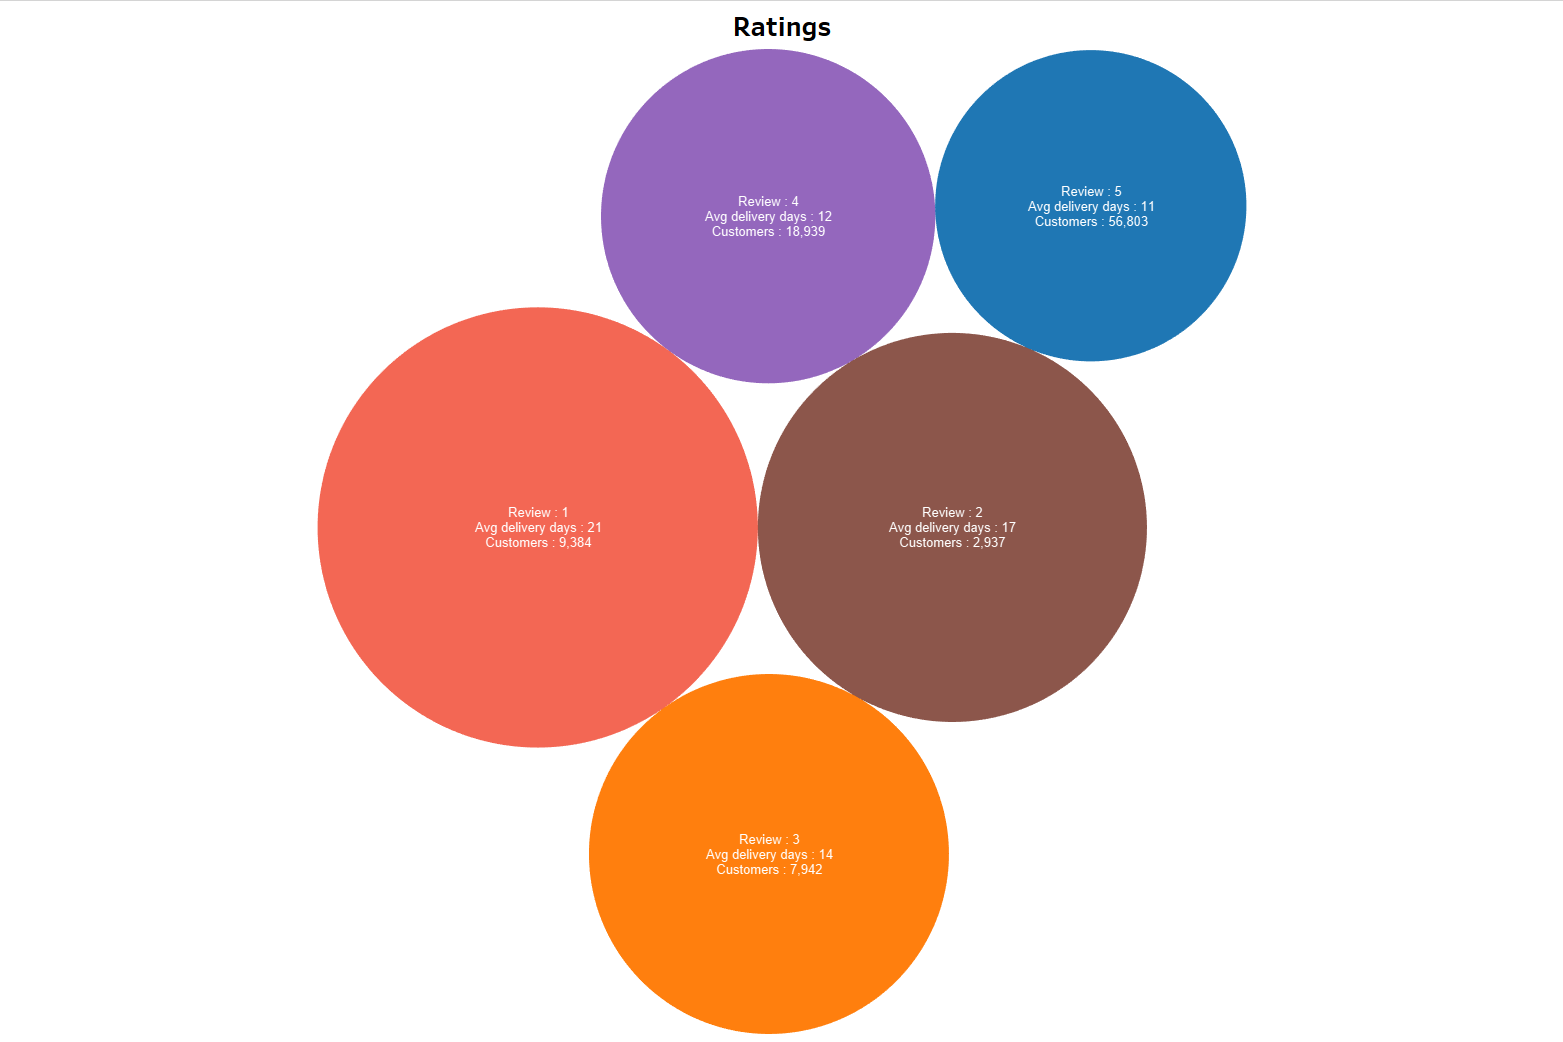 Ratings
Review : 4
Avg delivery days : 12
Customers : 18,939
Review : 5
Avg delivery days : 11
Customers : 56,803
Review : 1
Avg delivery days : 21
Customers : 9,384
Review : 2
Avg delivery days : 17
Customers : 2,937
Review : 3
Avg delivery days : 14
Customers : 7,942